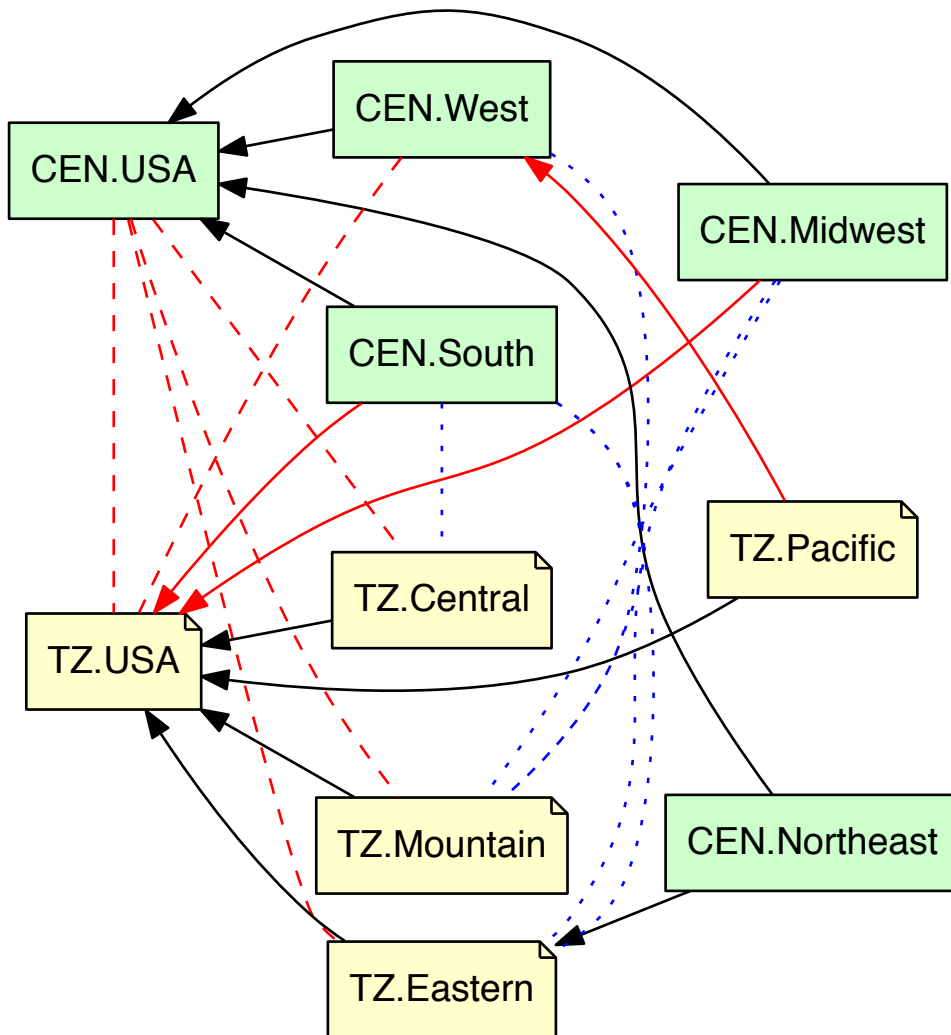 CEN.West
CEN.USA
CEN.Midwest
CEN.South
TZ.Pacific
TZ.Central
TZ.USA
TZ.Mountain
CEN.Northeast
TZ.Eastern